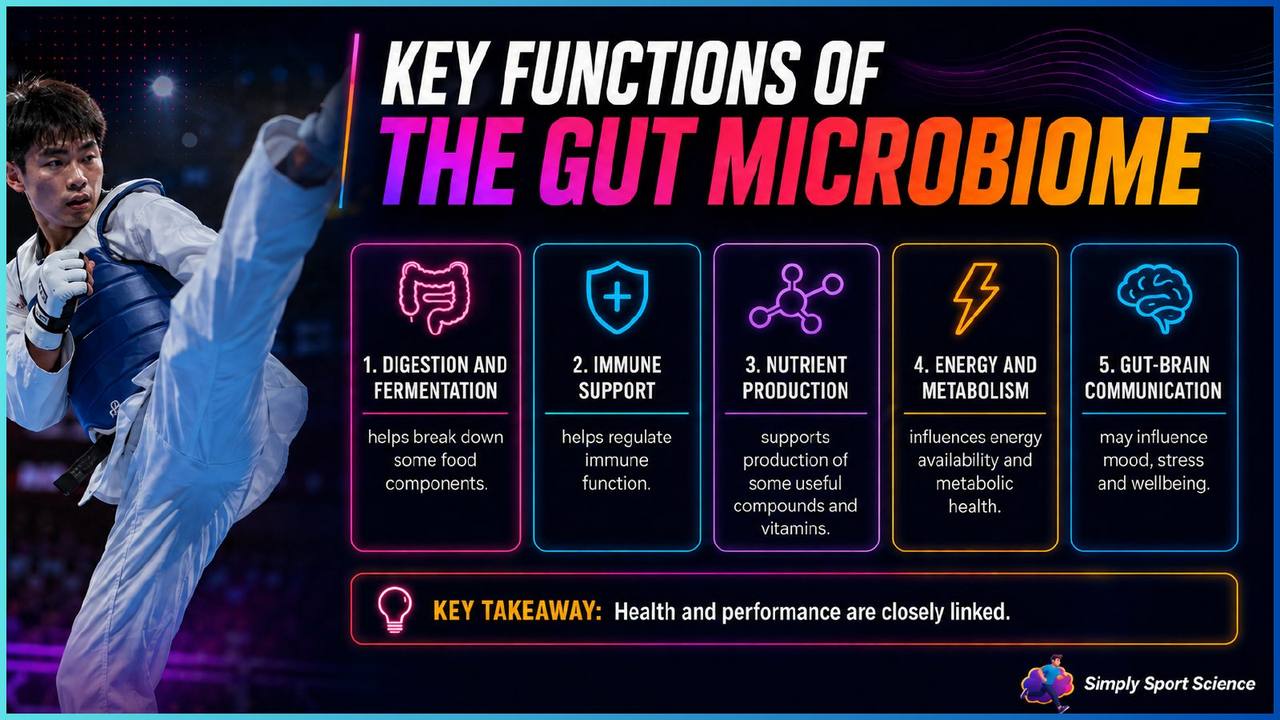 KEY FUNCTIONS OF
THE GUT MICROBIOME
1. DIGESTION AND
FERMENTATION
helps break down
some food
components.
2. IMMUNE
SUPPORT
helps regulate
immune
function.
3. NUTRIENT
PRODUCTION
supports
production of
some useful
compounds and
vitamins.
4. ENERGY AND
METABOLISM
influences energy
availability and
metabolic
health.
5. GUT-BRAIN
COMMUNICATION
may influence
mood, stress
and wellbeing.
KEY TAKEAWAY: Health and performance are closely linked.
Simply Sport Science